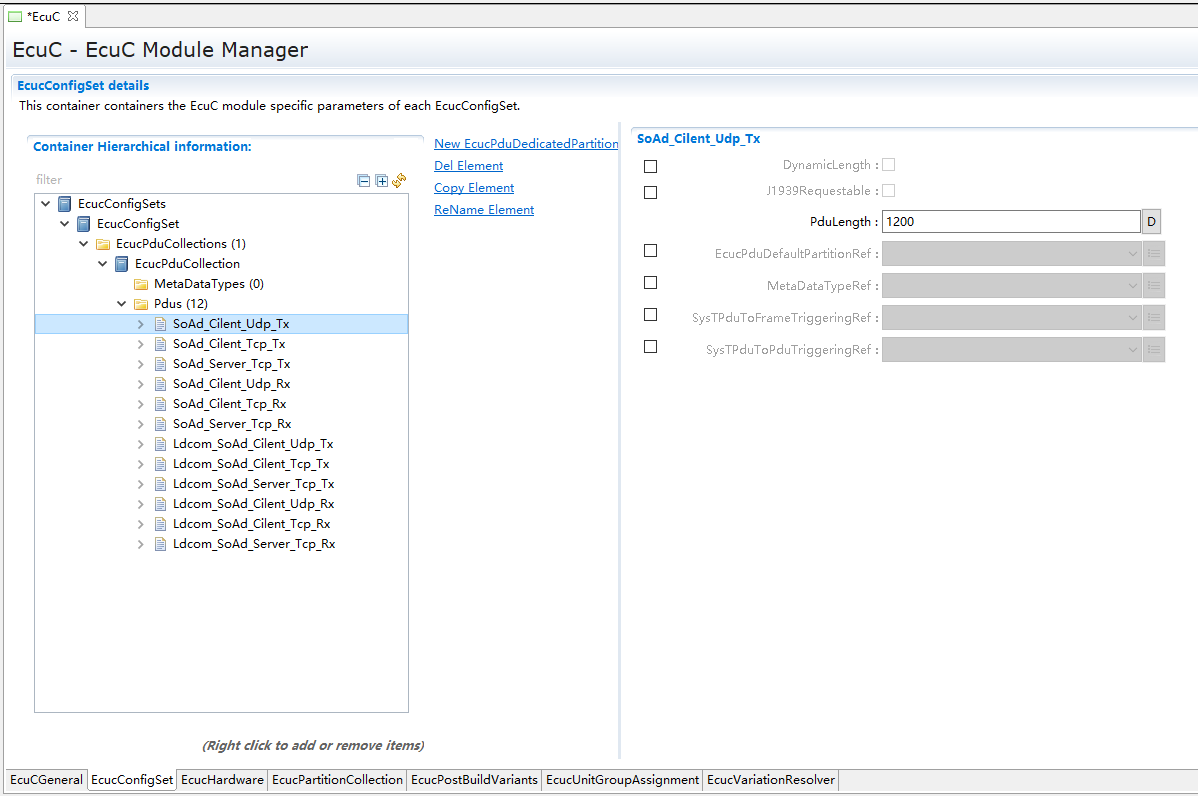 *EcuC
EcuC - EcuC Module Manager
EcucConfigSet details
This container containers the EcuC module specific parameters of each EcucConfigSet.
Container Hierarchical information:
filter
EcucConfigSets
EcucConfigSet
EcucPduCollections (1)
EcucPduCollection
MetaDataTypes (0)
Pdus (12)
SoAd_Cilent_Udp_Tx
SoAd_Cilent_Tcp_Tx
SoAd_Server_Tcp_Tx
SoAd_Cilent_Udp_Rx
SoAd_Cilent_Tcp_Rx
SoAd_Server_Tcp_Rx
Ldcom_SoAd_Cilent_Udp_Tx
Ldcom_SoAd_Cilent_Tcp_Tx
Ldcom_SoAd_Server_Tcp_Tx
Ldcom_SoAd_Cilent_Udp_Rx
Ldcom_SoAd_Cilent_Tcp_Rx
Ldcom_SoAd_Server_Tcp_Rx
(Right click to add or remove items)
New EcucPduDedicatedPartition
Del Element
Copy Element
ReName Element
SoAd_Cilent_Udp_Tx
DynamicLength :
J1939Requestable :
PduLength : 1200 D
EcucPduDefaultPartitionRef :
MetaDataTypeRef :
SysTPduToFrameTriggeringRef :
SysTPduToPduTriggeringRef :
EcuCGeneral EcucConfigSet EcucHardware EcucPartitionCollection EcucPostBuildVariants EcucUnitGroupAssignment EcucVariationResolver